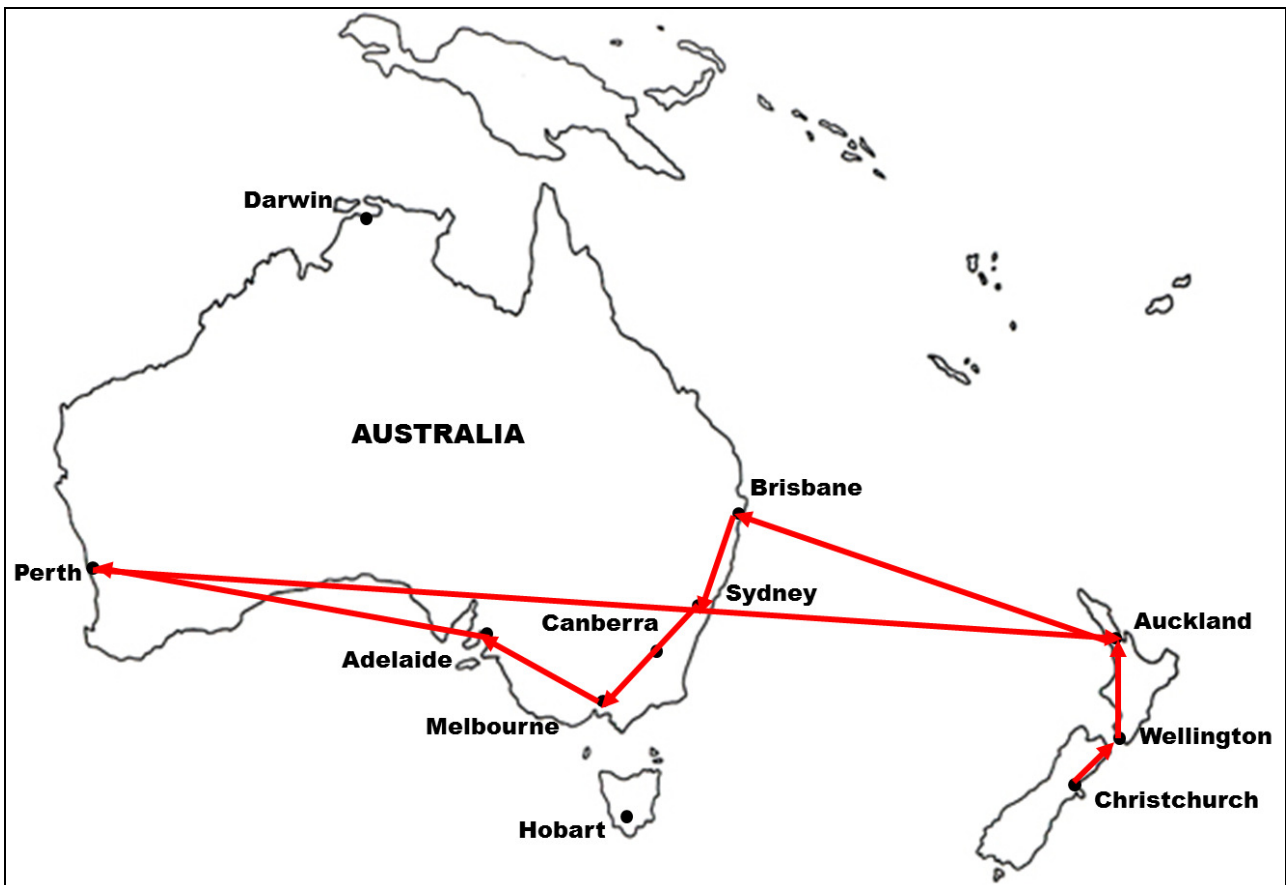 Darwin
AUSTRALIA
Brisbane
Perth
Sydney
Canberra
Auckland
Adelaide
Melbourne
Wellington
Christchurch
Hobart